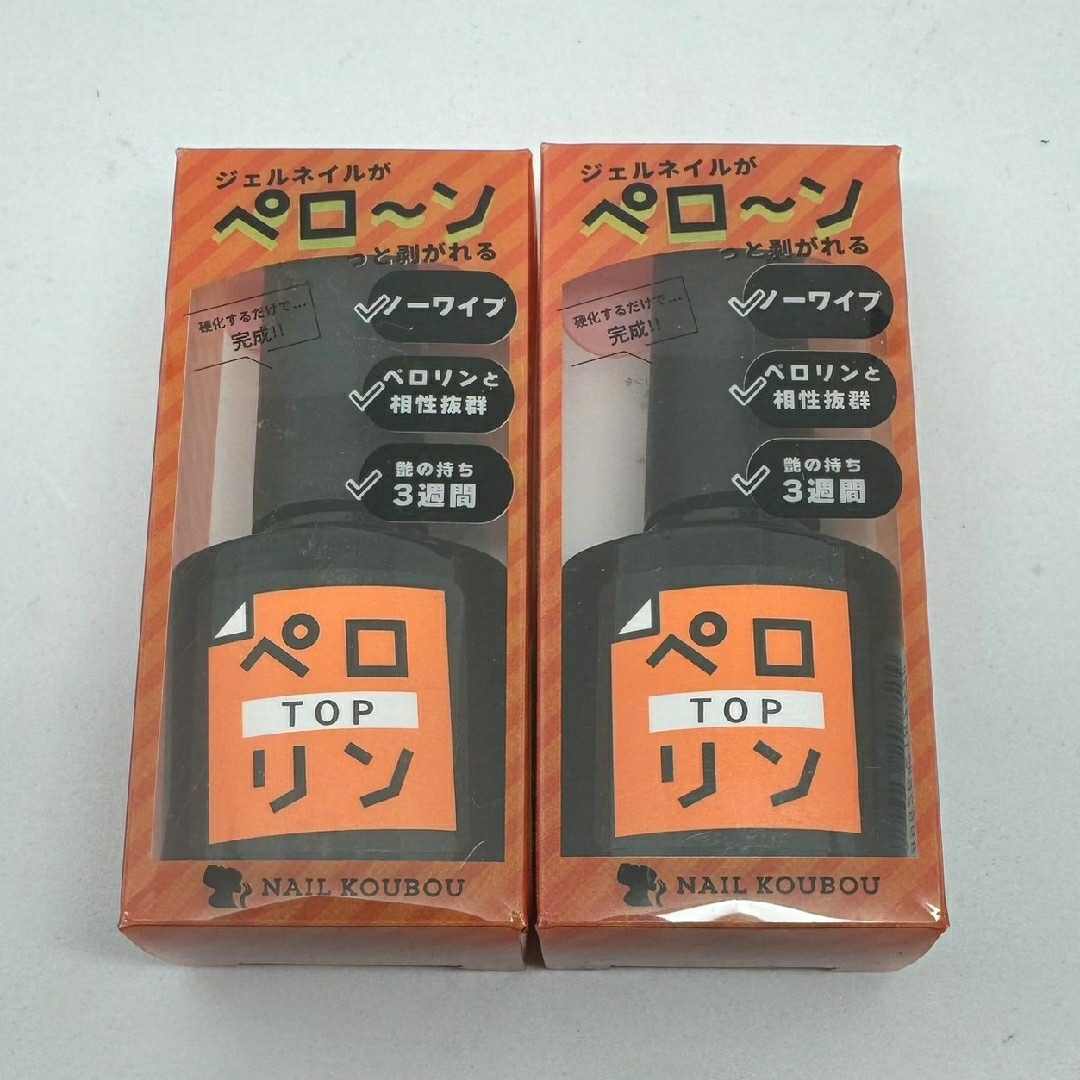 ジェルネイルが
ペロ〜ン
っと剥がれる
硬化するだけで...
完成!!
ノーワイプ
ペロリンと
相性抜群
艶の持ち
3週間
ペロ
TOP
リン
NAIL KOUBOU
ジェルネイルが
ペロ〜ン
っと剥がれる
硬化するだけで...
完成!!
ノーワイプ
ペロリンと
相性抜群
艶の持ち
3週間
ペロ
TOP
リン
NAIL KOUBOU